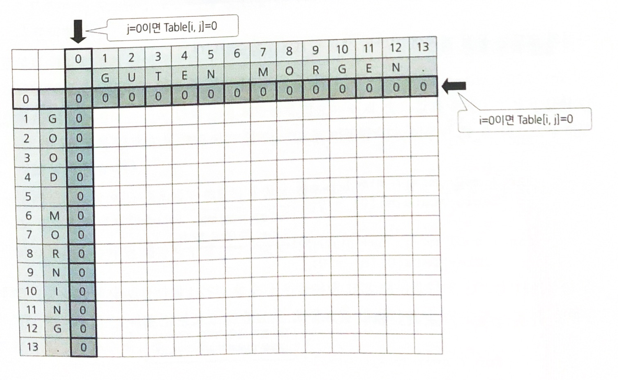 j=0이면 Table[i, j]=0
0 1 2 3 4 5 6 7 8 9 10 11 12 13
G U T E N M O R G E N .
0 0 0 0 0 0 0 0 0 0 0 0 0 0 0
i=0이면 Table[i, j]=0
1 G 0
2 O 0
3 O 0
4 D 0
5 0
6 M 0
7 O 0
8 R 0
9 N 0
10 I 0
11 N 0
12 G 0
13 . 0